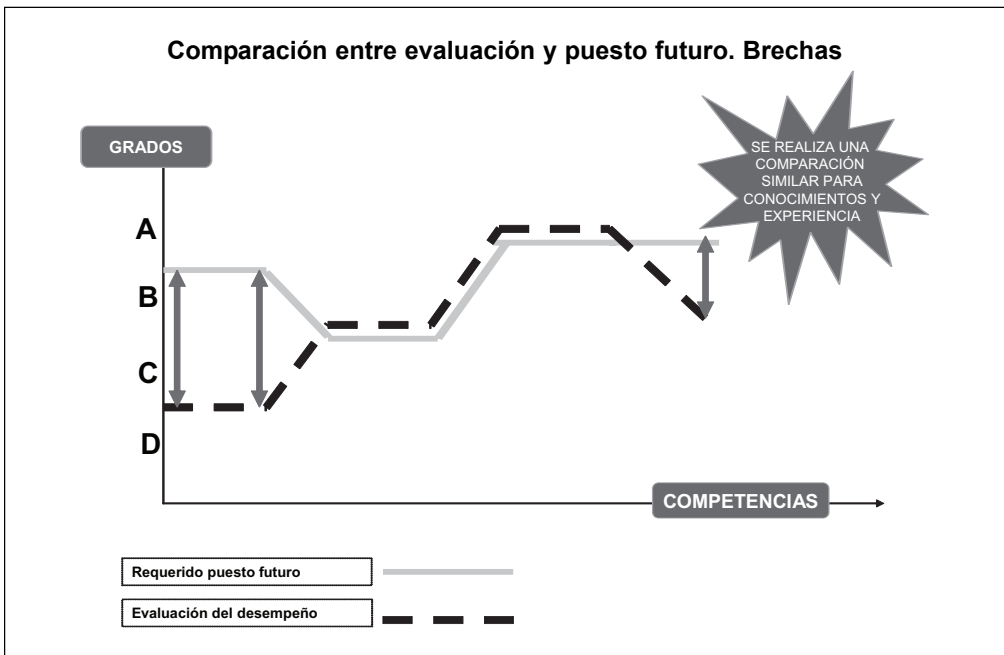 Comparación entre evaluación y puesto futuro. Brechas
GRADOS
SE REALIZA UNA
COMPARACIÓN
SIMILAR PARA
CONOCIMIENTOS Y
EXPERIENCIA
A
B
C
D
COMPETENCIAS
Requerido puesto futuro
Evaluación del desempeño